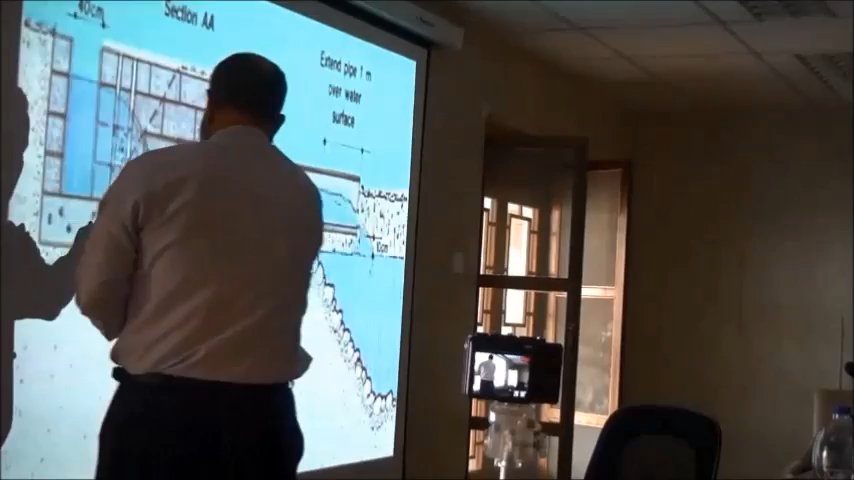 40cm
Section AA
Extend pipe 1 m
over water
surface